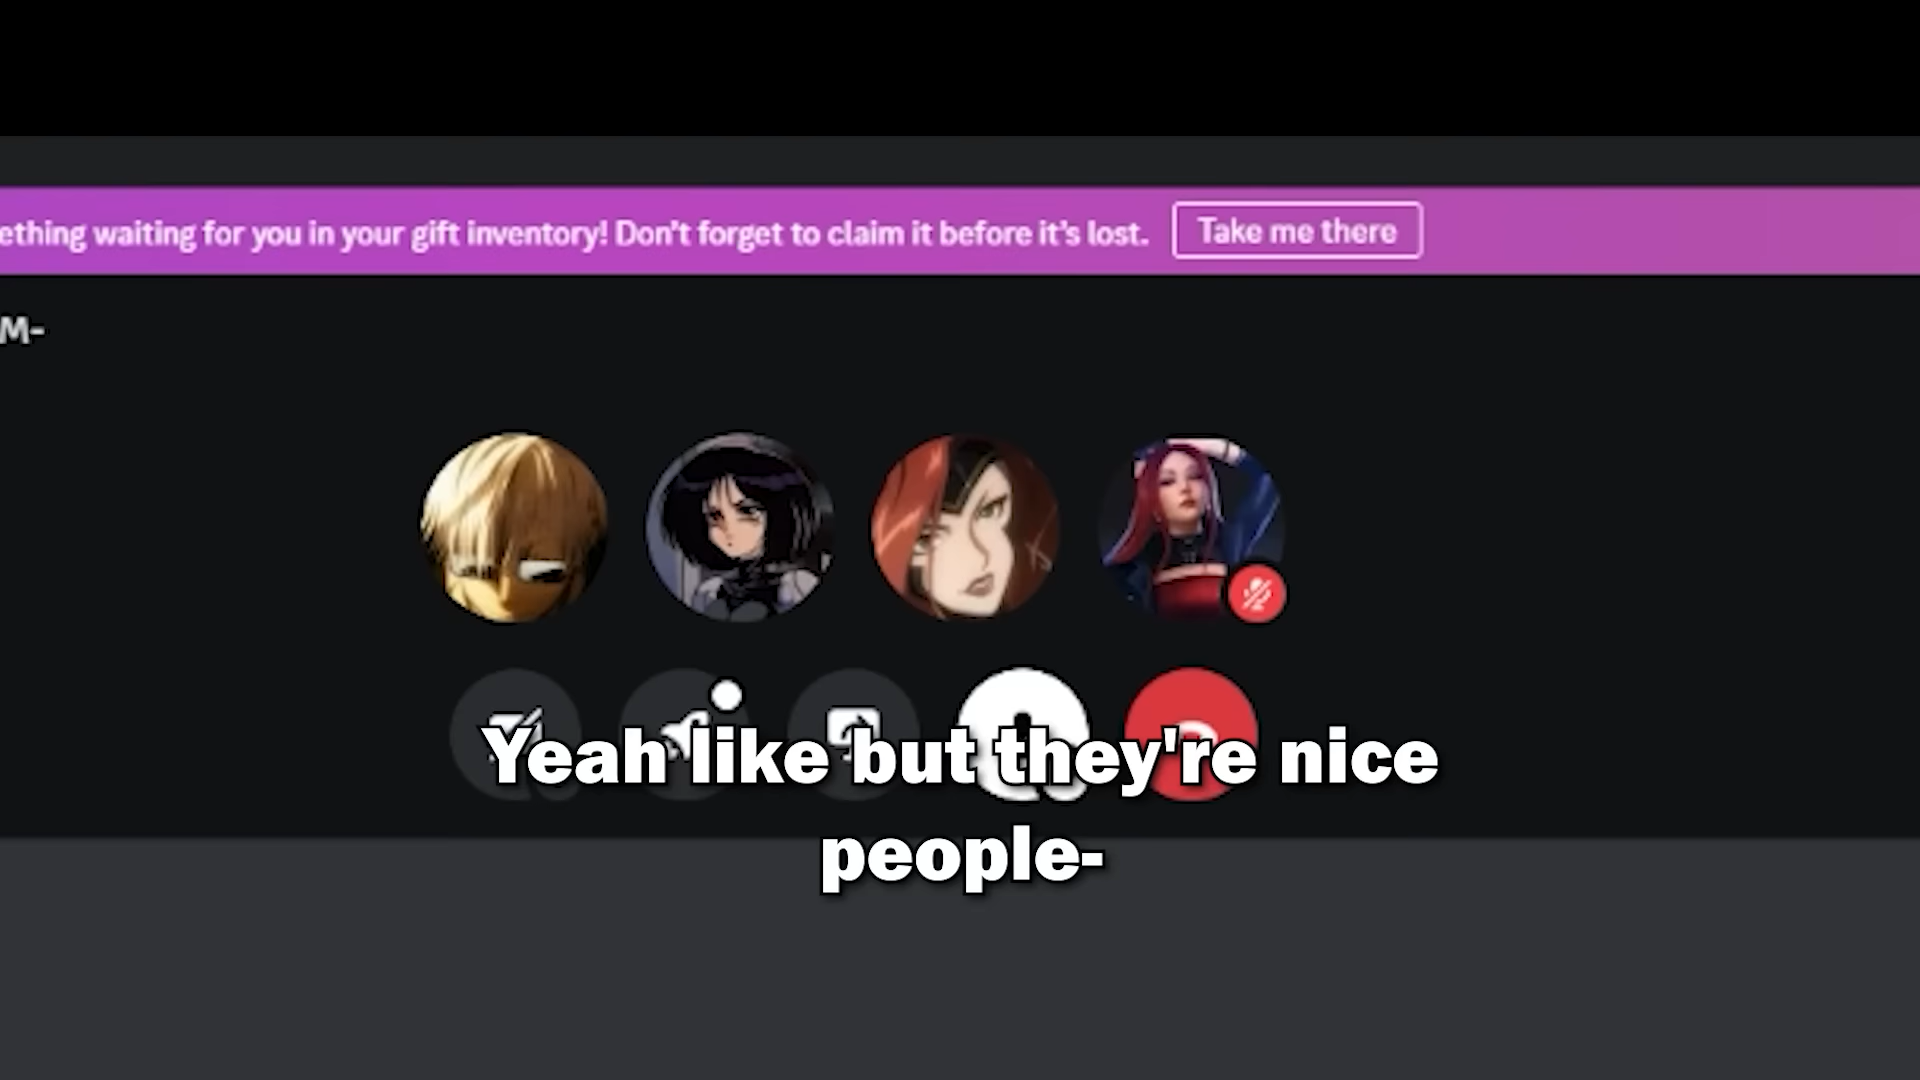 ething waiting for you in your gift inventory! Don't forget to claim it before it's lost.
Take me there
M-
Yeah like but they're nice
people-